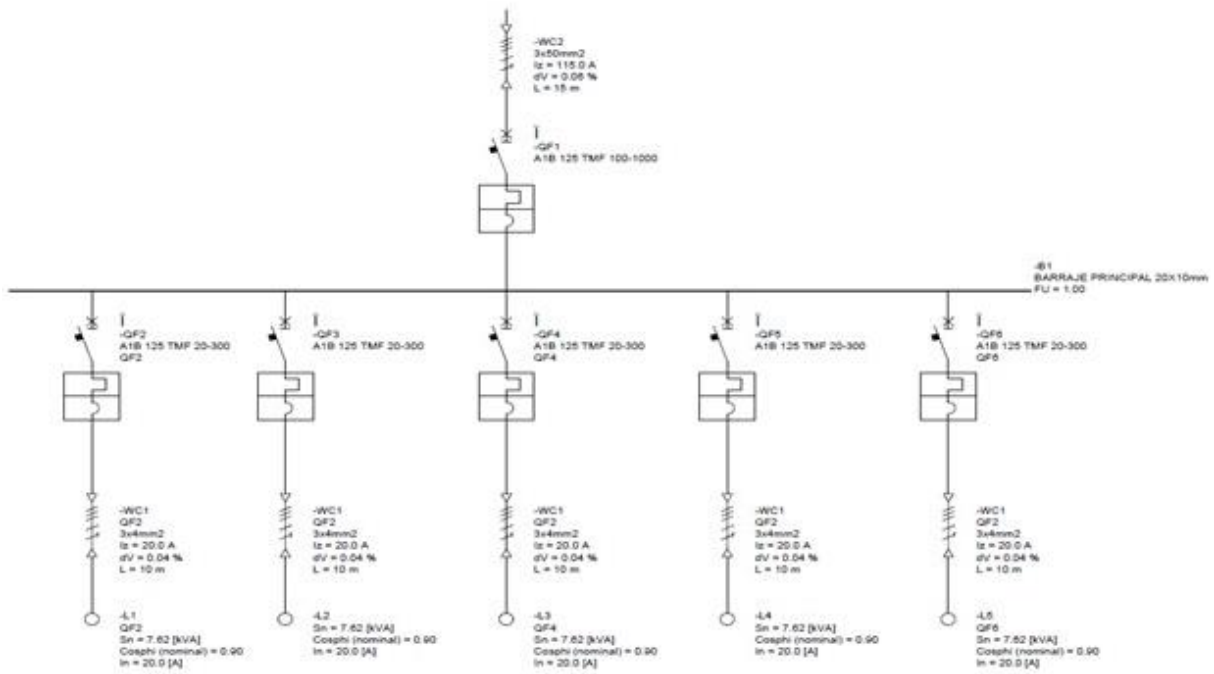 -WC2
3x50mm2
Iz = 115.0 A
dV = 0.06 %
L = 15 m
-QF1
A1B 125 TMF 100-1000
-B1
BARRAJE PRINCIPAL 20X10mm
FU = 1.00
-QF2
A1B 125 TMF 20-300
QF2
-QF3
A1B 125 TMF 20-300
-QF4
A1B 125 TMF 20-300
QF4
-QF5
A1B 125 TMF 20-300
-QF6
A1B 125 TMF 20-300
QF6
-WC1
QF2
3x4mm2
Iz = 20.0 A
dV = 0.04 %
L = 10 m
-WC1
QF2
3x4mm2
Iz = 20.0 A
dV = 0.04 %
L = 10 m
-WC1
QF2
3x4mm2
Iz = 20.0 A
dV = 0.04 %
L = 10 m
-WC1
QF2
3x4mm2
Iz = 20.0 A
dV = 0.04 %
L = 10 m
-WC1
QF2
3x4mm2
Iz = 20.0 A
dV = 0.04 %
L = 10 m
-L1
QF2
Sn = 7.62 [kVA]
Cosphi (nominal) = 0.90
In = 20.0 [A]
-L2
Sn = 7.62 [kVA]
Cosphi (nominal) = 0.90
In = 20.0 [A]
-L3
QF4
Sn = 7.62 [kVA]
Cosphi (nominal) = 0.90
In = 20.0 [A]
-L4
Sn = 7.62 [kVA]
Cosphi (nominal) = 0.90
In = 20.0 [A]
-L5
QF6
Sn = 7.62 [kVA]
Cosphi (nominal) = 0.90
In = 20.0 [A]